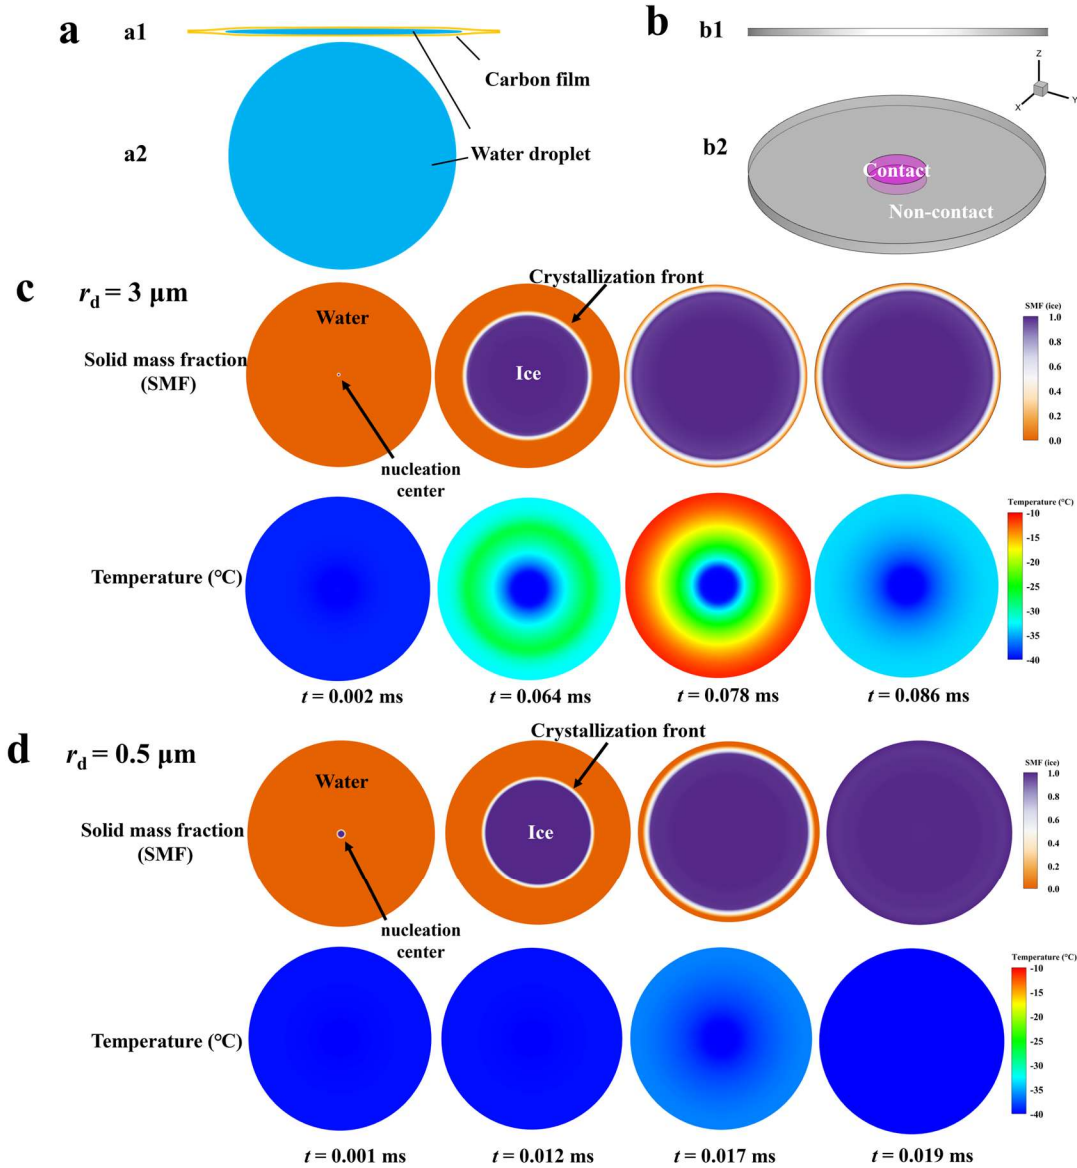 a
a1
Carbon film
a2
Water droplet
b
b1
Z
X
Y
b2
Contact
Non-contact
c
r_d = 3 μm
Crystallization front
Water
Solid mass fraction
(SMF)
Ice
nucleation
center
SMF (ice)
1.0
0.8
0.6
0.4
0.2
0.0
Temperature (°C)
Temperature (°C)
-10
-15
-20
-25
-30
-35
-40
t = 0.002 ms
t = 0.064 ms
t = 0.078 ms
t = 0.086 ms
d
r_d = 0.5 μm
Crystallization front
Water
Solid mass fraction
(SMF)
Ice
nucleation
center
SMF (ice)
1.0
0.8
0.6
0.4
0.2
0.0
Temperature (°C)
Temperature (°C)
-10
-15
-20
-25
-30
-35
-40
t = 0.001 ms
t = 0.012 ms
t = 0.017 ms
t = 0.019 ms